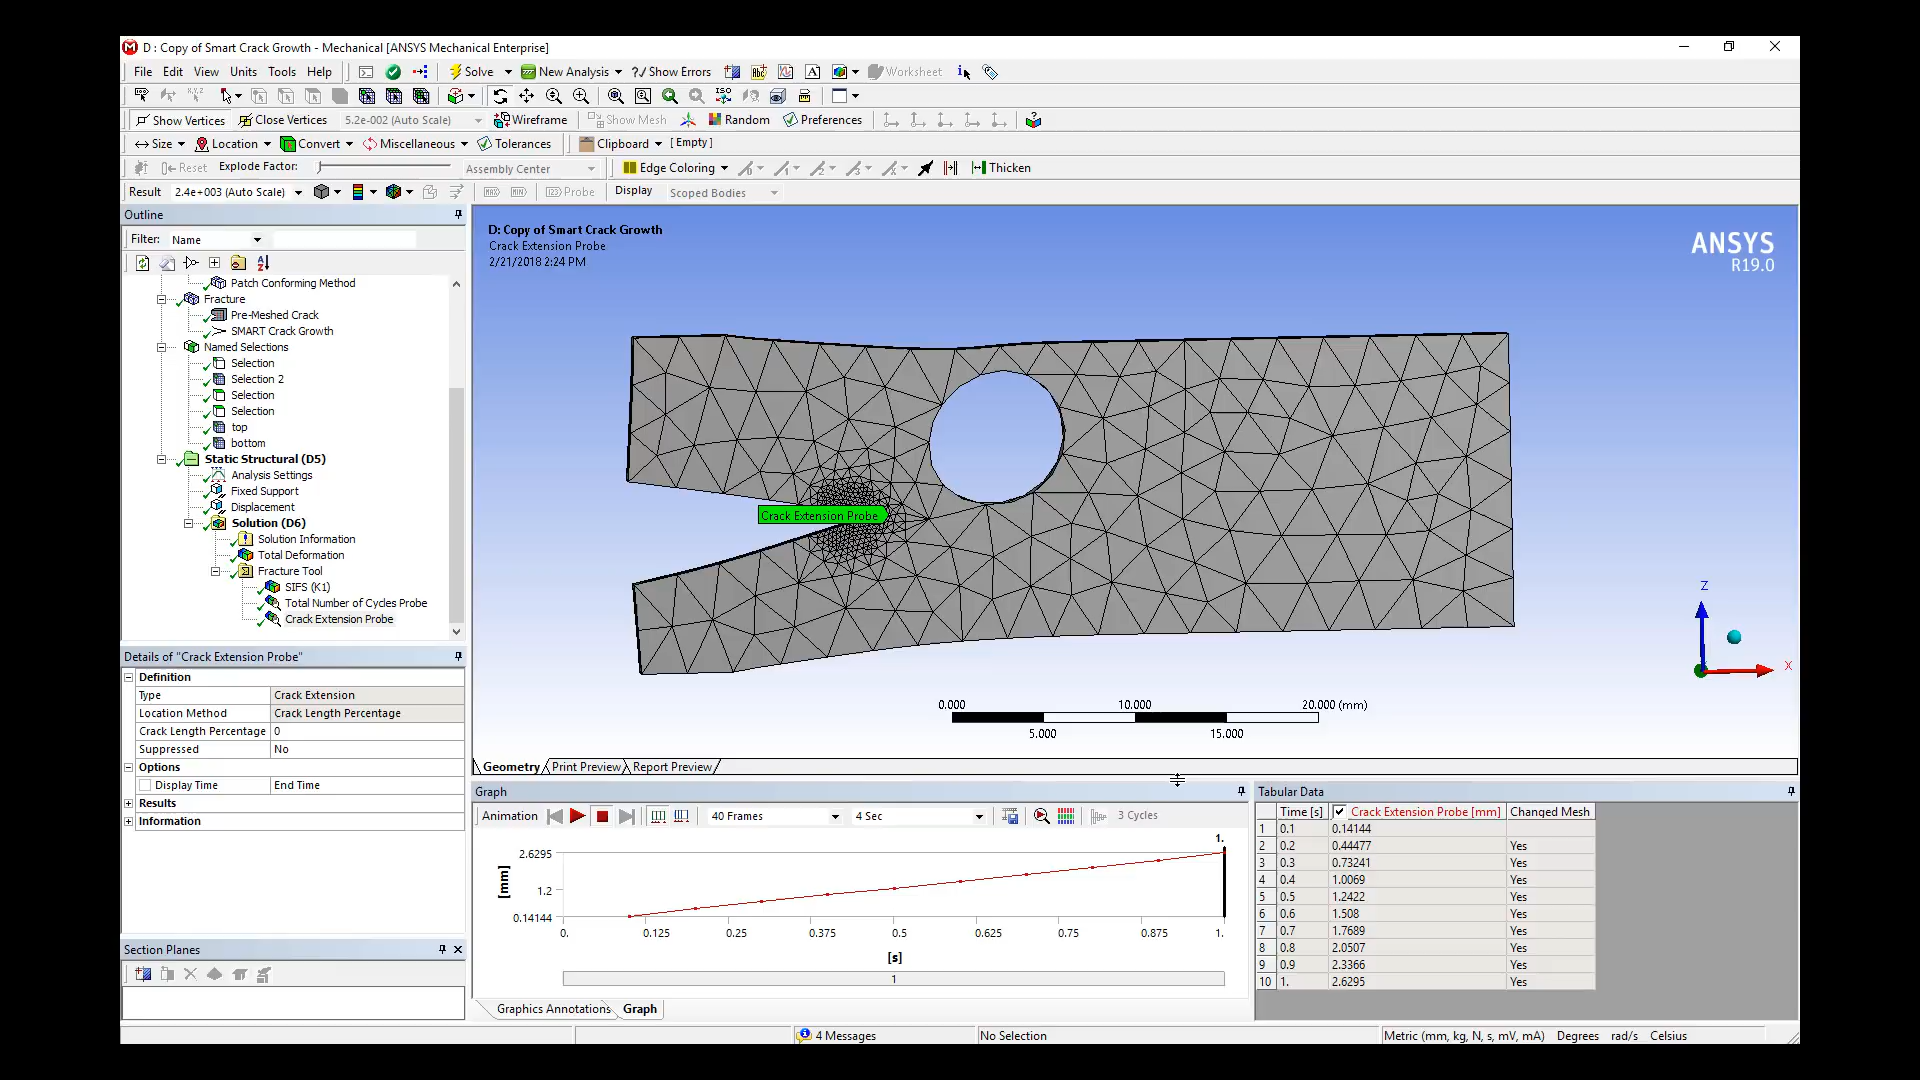 D : Copy of Smart Crack Growth - Mechanical [ANSYS Mechanical Enterprise]
File Edit View Units Tools Help Solve New Analysis ?/ Show Errors Worksheet
ISO
Show Vertices Close Vertices 5.2e-002 (Auto Scale) Wireframe Show Mesh Random Preferences
Size Location Convert Miscellaneous Tolerances Clipboard [ Empty ]
Reset Explode Factor: Assembly Center Edge Coloring Thicken
Result 2.4e+003 (Auto Scale) MAX MIN Probe Display Scoped Bodies
Outline
Filter: Name
Patch Conforming Method
Fracture
Pre-Meshed Crack
SMART Crack Growth
Named Selections
Selection
Selection 2
Selection
Selection
top
bottom
Static Structural (D5)
Analysis Settings
Fixed Support
Displacement
Solution (D6)
Solution Information
Total Deformation
Fracture Tool
SIFS (K1)
Total Number of Cycles Probe
Crack Extension Probe
Details of "Crack Extension Probe"
Definition
Type Crack Extension
Location Method Crack Length Percentage
Crack Length Percentage 0
Suppressed No
Options
Display Time End Time
Results
Information
Section Planes
D: Copy of Smart Crack Growth
Crack Extension Probe
2/21/2018 2:24 PM
ANSYS
R19.0
Crack Extension Probe
Z
X
0.000 10.000 20.000 (mm)
5.000 15.000
Geometry Print Preview Report Preview
Graph
Animation 40 Frames 4 Sec 3 Cycles
1.
2.6295
1.2
0.14144
[mm]
0. 0.125 0.25 0.375 0.5 0.625 0.75 0.875 1.
[s]
1
Graphics Annotations Graph
Tabular Data
Time [s] Crack Extension Probe [mm] Changed Mesh
1 0.1 0.14144
2 0.2 0.44477 Yes
3 0.3 0.73241 Yes
4 0.4 1.0069 Yes
5 0.5 1.2422 Yes
6 0.6 1.508 Yes
7 0.7 1.7689 Yes
8 0.8 2.0507 Yes
9 0.9 2.3366 Yes
10 1. 2.6295 Yes
4 Messages No Selection Metric (mm, kg, N, s, mV, mA) Degrees rad/s Celsius